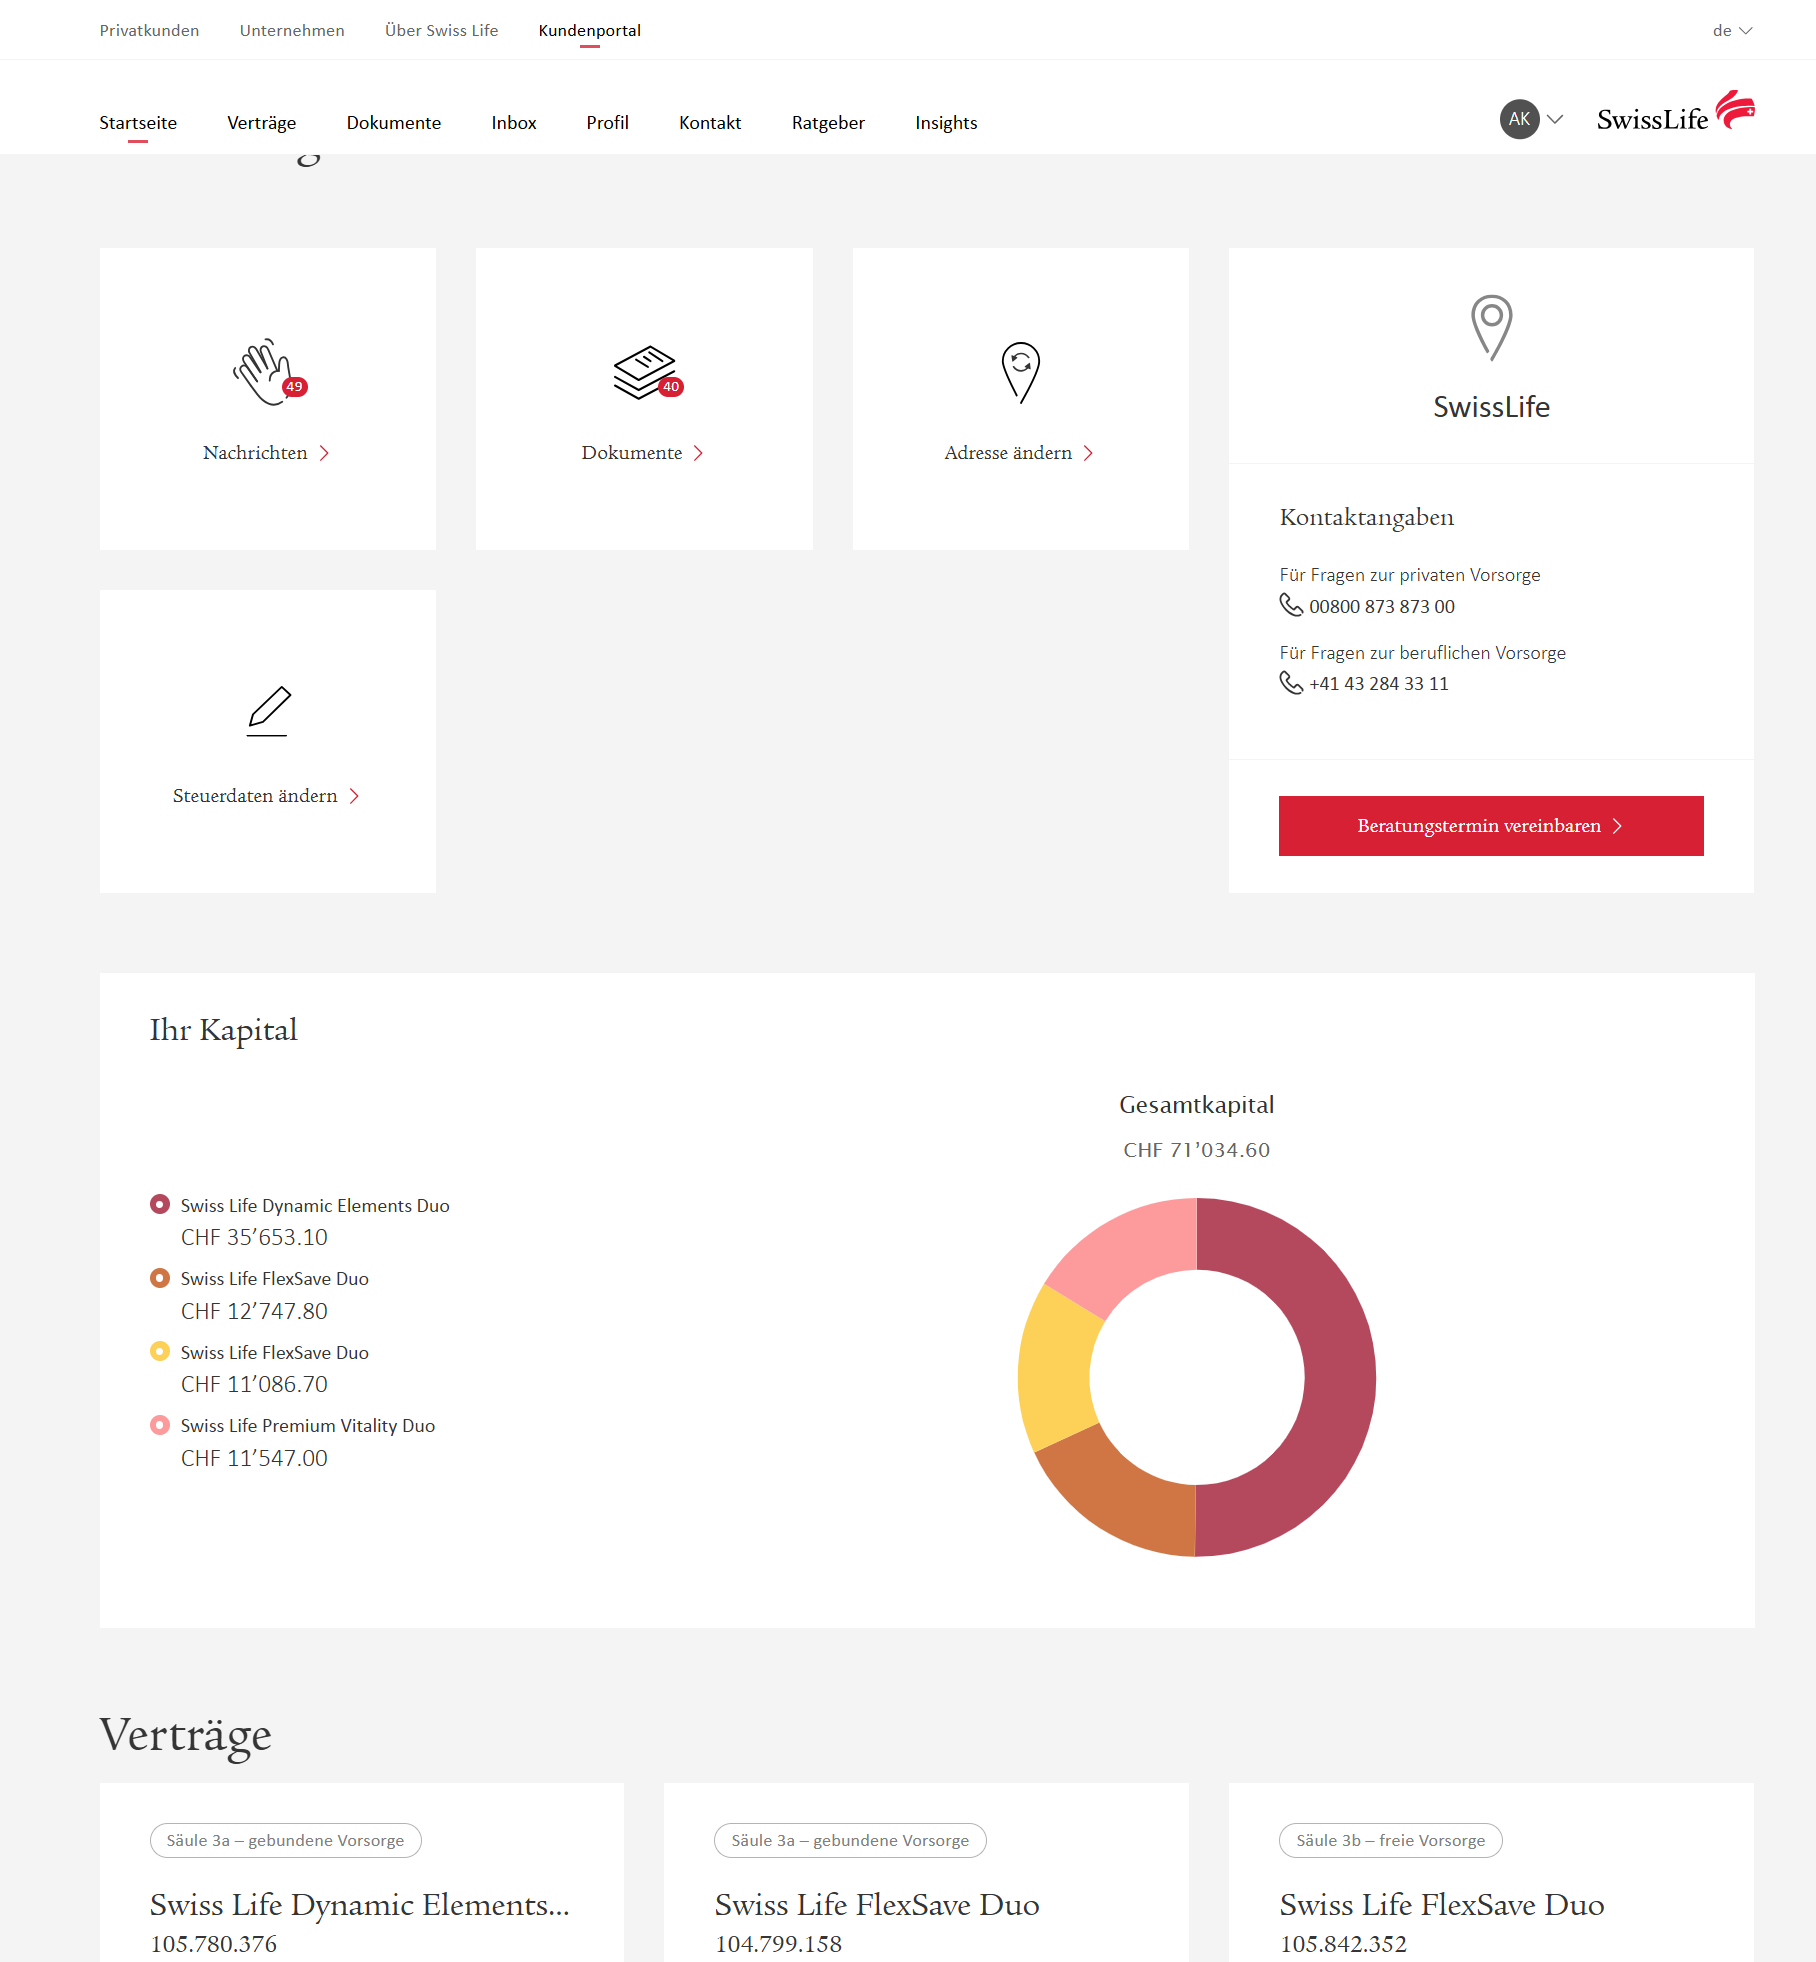 Privatkunden Unternehmen Über Swiss Life Kundenportal de
Startseite Verträge Dokumente Inbox Profil Kontakt Ratgeber Insights AK SwissLife
49
Nachrichten
40
Dokumente
Adresse ändern
SwissLife
Kontaktangaben
Für Fragen zur privaten Vorsorge
00800 873 873 00
Für Fragen zur beruflichen Vorsorge
+41 43 284 33 11
Beratungstermin vereinbaren
Steuerdaten ändern
Ihr Kapital
Gesamtkapital
CHF 71’034.60
Swiss Life Dynamic Elements Duo
CHF 35’653.10
Swiss Life FlexSave Duo
CHF 12’747.80
Swiss Life FlexSave Duo
CHF 11’086.70
Swiss Life Premium Vitality Duo
CHF 11’547.00
Verträge
Säule 3a – gebundene Vorsorge
Swiss Life Dynamic Elements...
105.780.376
Säule 3a – gebundene Vorsorge
Swiss Life FlexSave Duo
104.799.158
Säule 3b – freie Vorsorge
Swiss Life FlexSave Duo
105.842.352